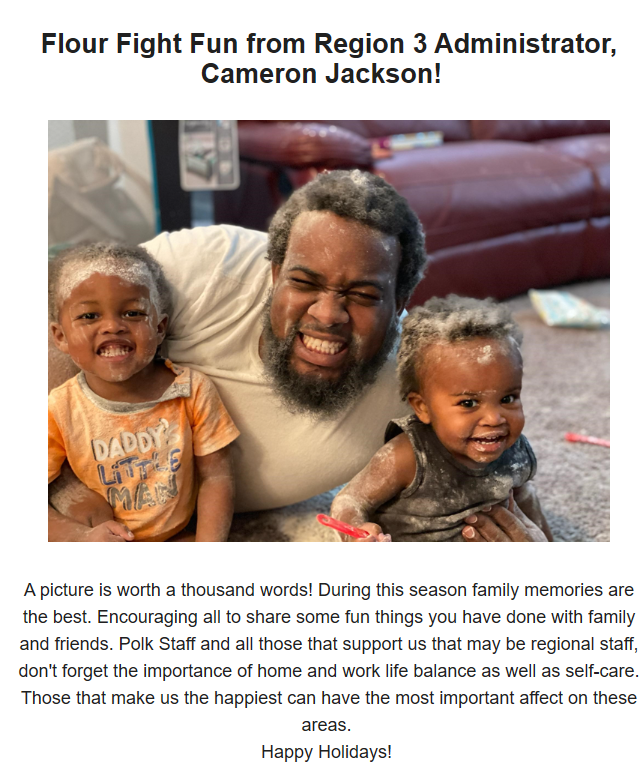 Flour Fight Fun from Region 3 Administrator,
Cameron Jackson!
DADDY'S
LiTTLE
MAN
A picture is worth a thousand words! During this season family memories are
the best. Encouraging all to share some fun things you have done with family
and friends. Polk Staff and all those that support us that may be regional staff,
don't forget the importance of home and work life balance as well as self-care.
Those that make us the happiest can have the most important affect on these
areas.
Happy Holidays!